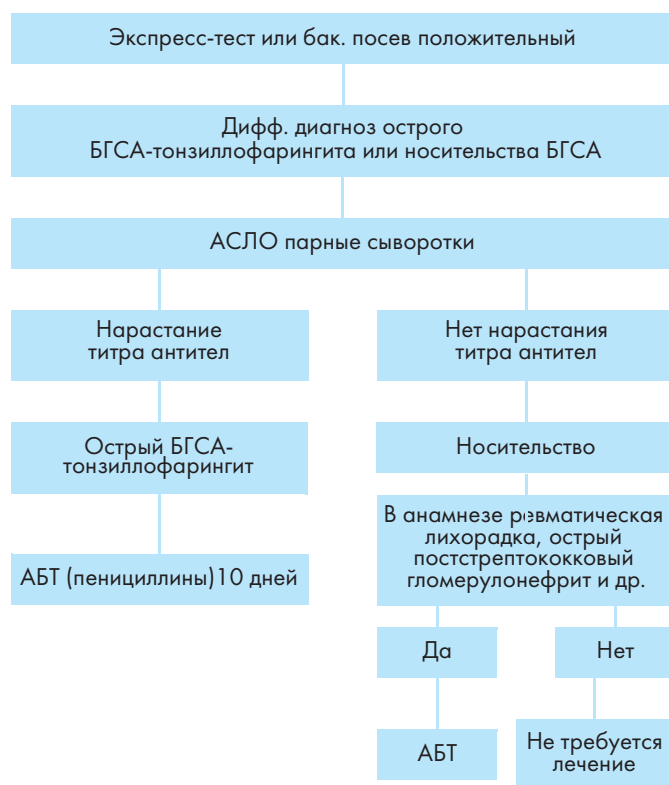 Экспресс-тест или бак. посев положительный
Дифф. диагноз острого
БГСА-тонзиллофарингита или носительства БГСА
АСЛО парные сыворотки
Нарастание
титра антител
Нет нарастания
титра антител
Острый БГСА-
тонзиллофарингит
Носительство
АБТ (пенициллины)10 дней
В анамнезе ревматическая
лихорадка, острый
постстрептококковый
гломерулонефрит и др.
Да
Нет
АБТ
Не требуется
лечение